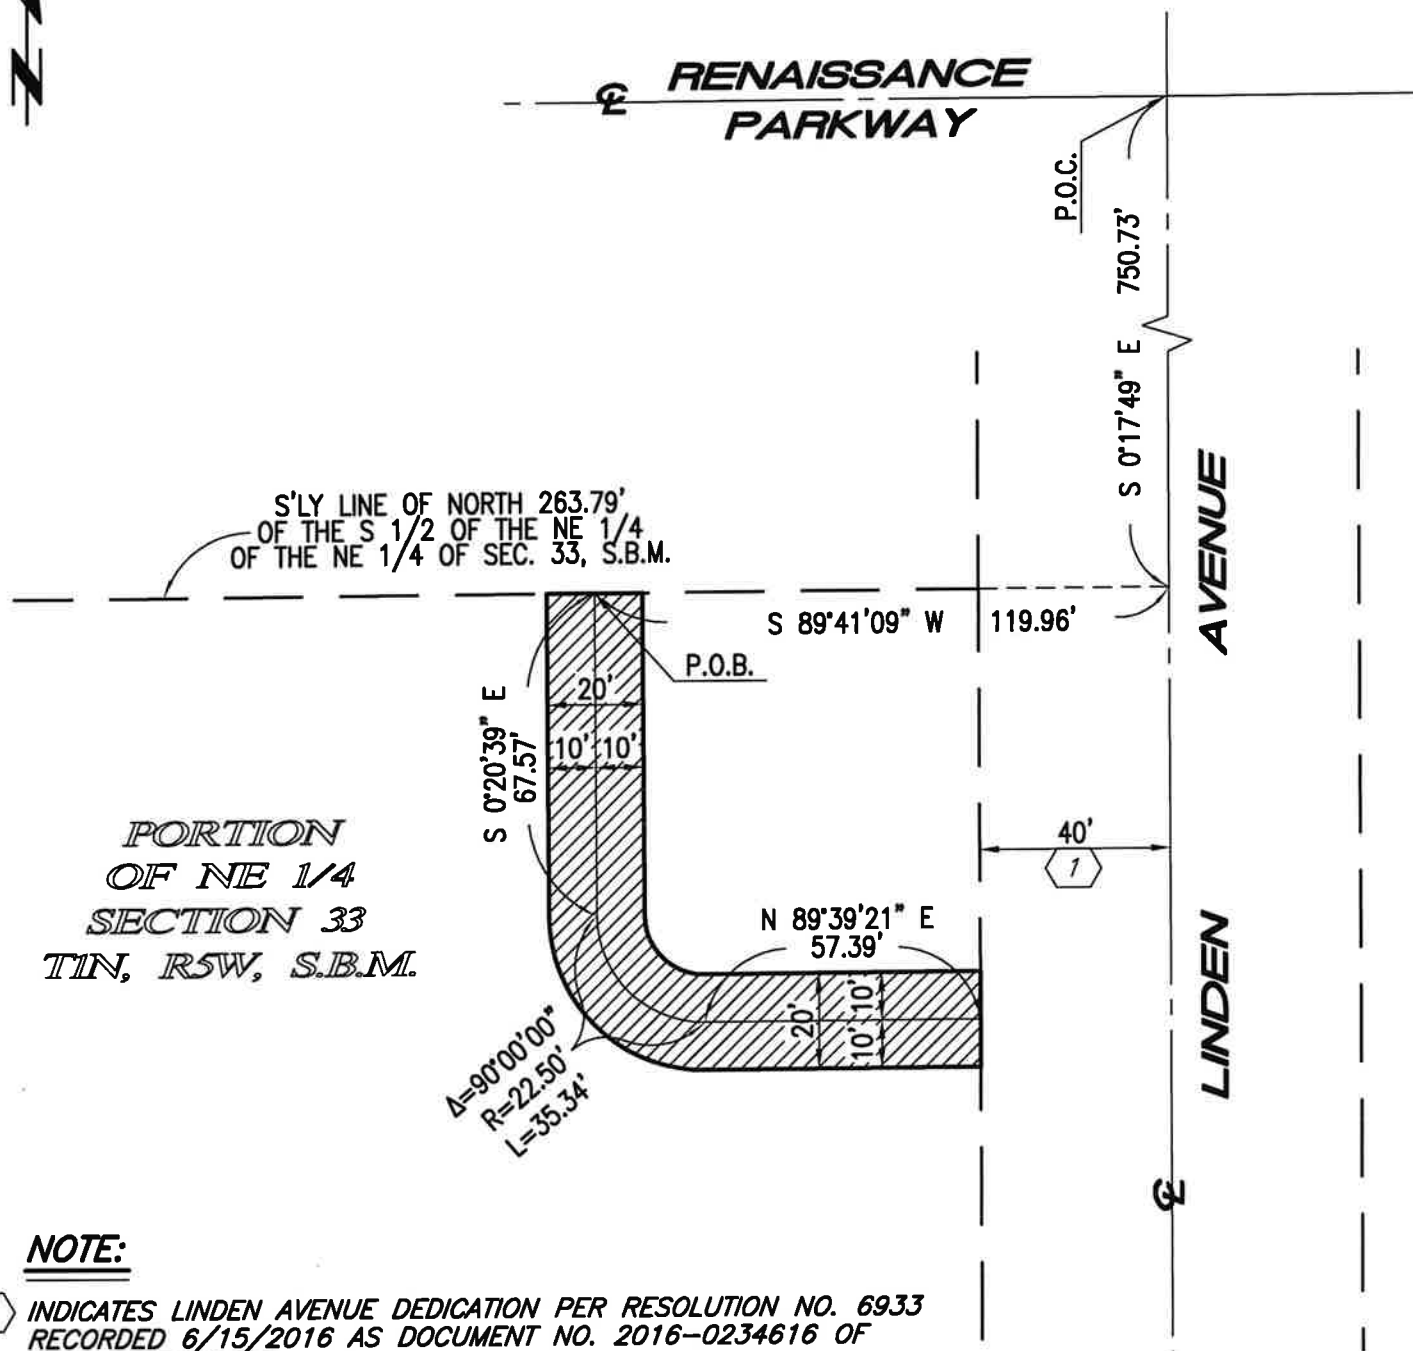 N
RENAISSANCE
PARKWAY
℄
P.O.C.
S 0°17'49" E 750.73'
S'LY LINE OF NORTH 263.79'
OF THE S 1/2 OF THE NE 1/4
OF THE NE 1/4 OF SEC. 33, S.B.M.
S 89°41'09" W 119.96'
P.O.B.
20'
10' 10'
S 0°20'39" E
67.57'
LINDEN AVENUE
PORTION
OF NE 1/4
SECTION 33
T1N, R5W, S.B.M.
40'
1
N 89°39'21" E
57.39'
20'
10' 10'
Δ=90°00'00"
R=22.50'
L=35.34'
℄
NOTE:
INDICATES LINDEN AVENUE DEDICATION PER RESOLUTION NO. 6933
RECORDED 6/15/2016 AS DOCUMENT NO. 2016-0234616 OF